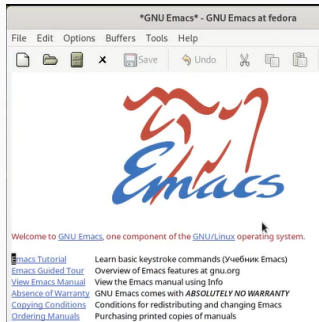 *GNU Emacs* - GNU Emacs at fedora
File Edit Options Buffers Tools Help
Save Undo
Emacs
Welcome to GNU Emacs, one component of the GNU/Linux operating system.
Emacs Tutorial Learn basic keystroke commands (Учебник Emacs)
Emacs Guided Tour Overview of Emacs features at gnu.org
View Emacs Manual View the Emacs manual using Info
Absence of Warranty GNU Emacs comes with ABSOLUTELY NO WARRANTY
Copying Conditions Conditions for redistributing and changing Emacs
Ordering Manuals Purchasing printed copies of manuals